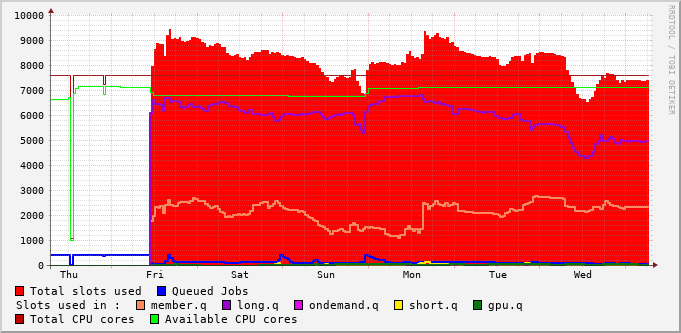 RRDTOOL / TOBI OETIKER
10000
9000
8000
7000
6000
5000
4000
3000
2000
1000
0
Thu Fri Sat Sun Mon Tue Wed
Total slots used Queued Jobs
Slots used in : member.q long.q ondemand.q short.q gpu.q
Total CPU cores Available CPU cores